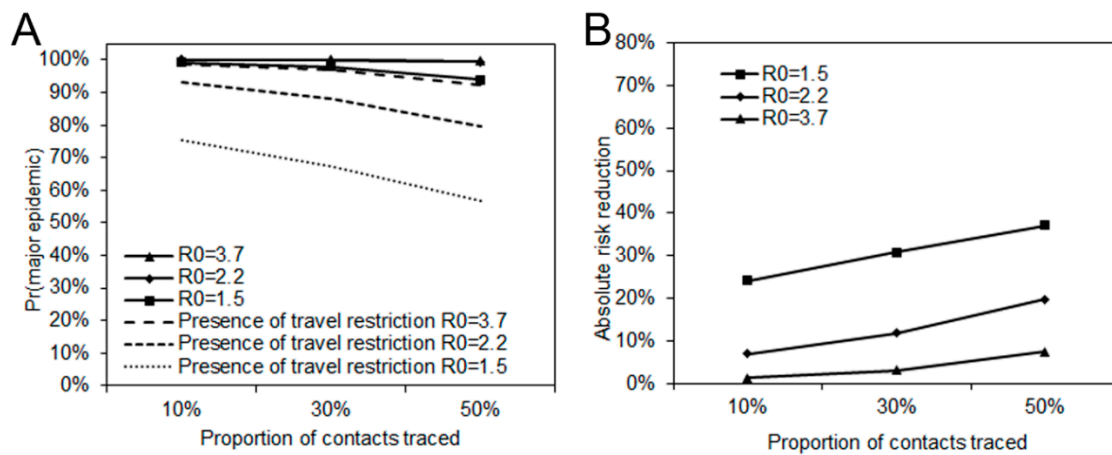 A
Pr(major epidemic)
100%
90%
80%
70%
60%
50%
40%
30%
20%
10%
0%
R0=3.7
R0=2.2
R0=1.5
Presence of travel restriction R0=3.7
Presence of travel restriction R0=2.2
Presence of travel restriction R0=1.5
10% 30% 50%
Proportion of contacts traced
B
Absolute risk reduction
80%
70%
60%
50%
40%
30%
20%
10%
0%
R0=1.5
R0=2.2
R0=3.7
10% 30% 50%
Proportion of contacts traced